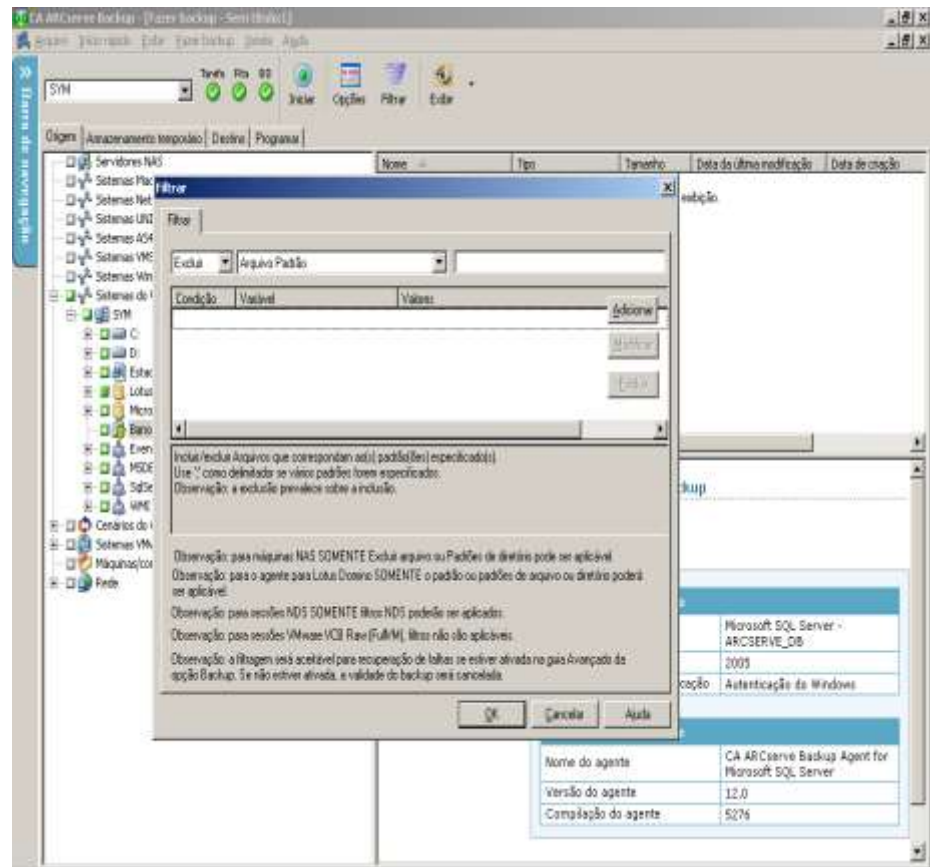 CA ARCserve Backup - [Fazer Backup - Sem título1]
Arquivo Início rápido Exibir Fazer backup Janela Ajuda
Barra de navegação
SYM
Tarefa Fita BD
Iniciar Opções Filtrar Exibir
Origem Armazenamento temporário Destino Programar
Servidores NAS
Nome Tipo Tamanho Data da última modificação Data de criação
Sistemas Mac
Sistemas Net
exibição.
Sistemas UNI
Sistemas AS4
Sistemas VMS
Sistemas Win
Sistemas do
SYM
C:
D:
Estac
Lotus
Micro
Banco
Even
MSDE
SqlSe
WMI
Cenários do
Sistemas VM
Máquinas/con
Rede
Filtrar
Filtrar
Excluir Arquivo Padrão
Condição Variável Valores
Adicionar
Modificar
Excluir
Incluir/excluir Arquivos que correspondam ao(s) padrão(ões) especificado(s).
Use ',' como delimitador se vários padrões forem especificados.
Observação: a exclusão prevalece sobre a inclusão.
Observação: para máquinas NAS SOMENTE Excluir arquivo ou Padrões de diretório pode ser aplicável.
Observação: para o agente para Lotus Domino SOMENTE o padrão ou padrões de arquivo ou diretório poderá
ser aplicável.
Observação: para sessões NDS SOMENTE filtros NDS poderão ser aplicados.
Observação: para sessões VMware VCB Raw (FullVM), filtros não são aplicáveis.
Observação: a filtragem será aceitável para recuperação de falhas se estiver ativada na guia Avançado da
opção Backup. Se não estiver ativada, a validade do backup será cancelada.
OK Cancelar Ajuda
ckup
Microsoft SQL Server -
ARCSERVE_DB
2005
cação Autenticação do Windows
Nome do agente CA ARCserve Backup Agent for
Microsoft SQL Server
Versão do agente 12.0
Compilação do agente 5276